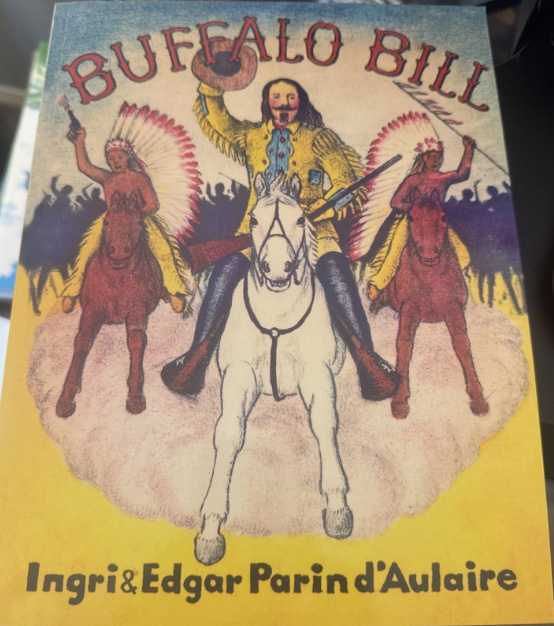 BUFFALO BILL
Ingri & Edgar Parin d'Aulaire